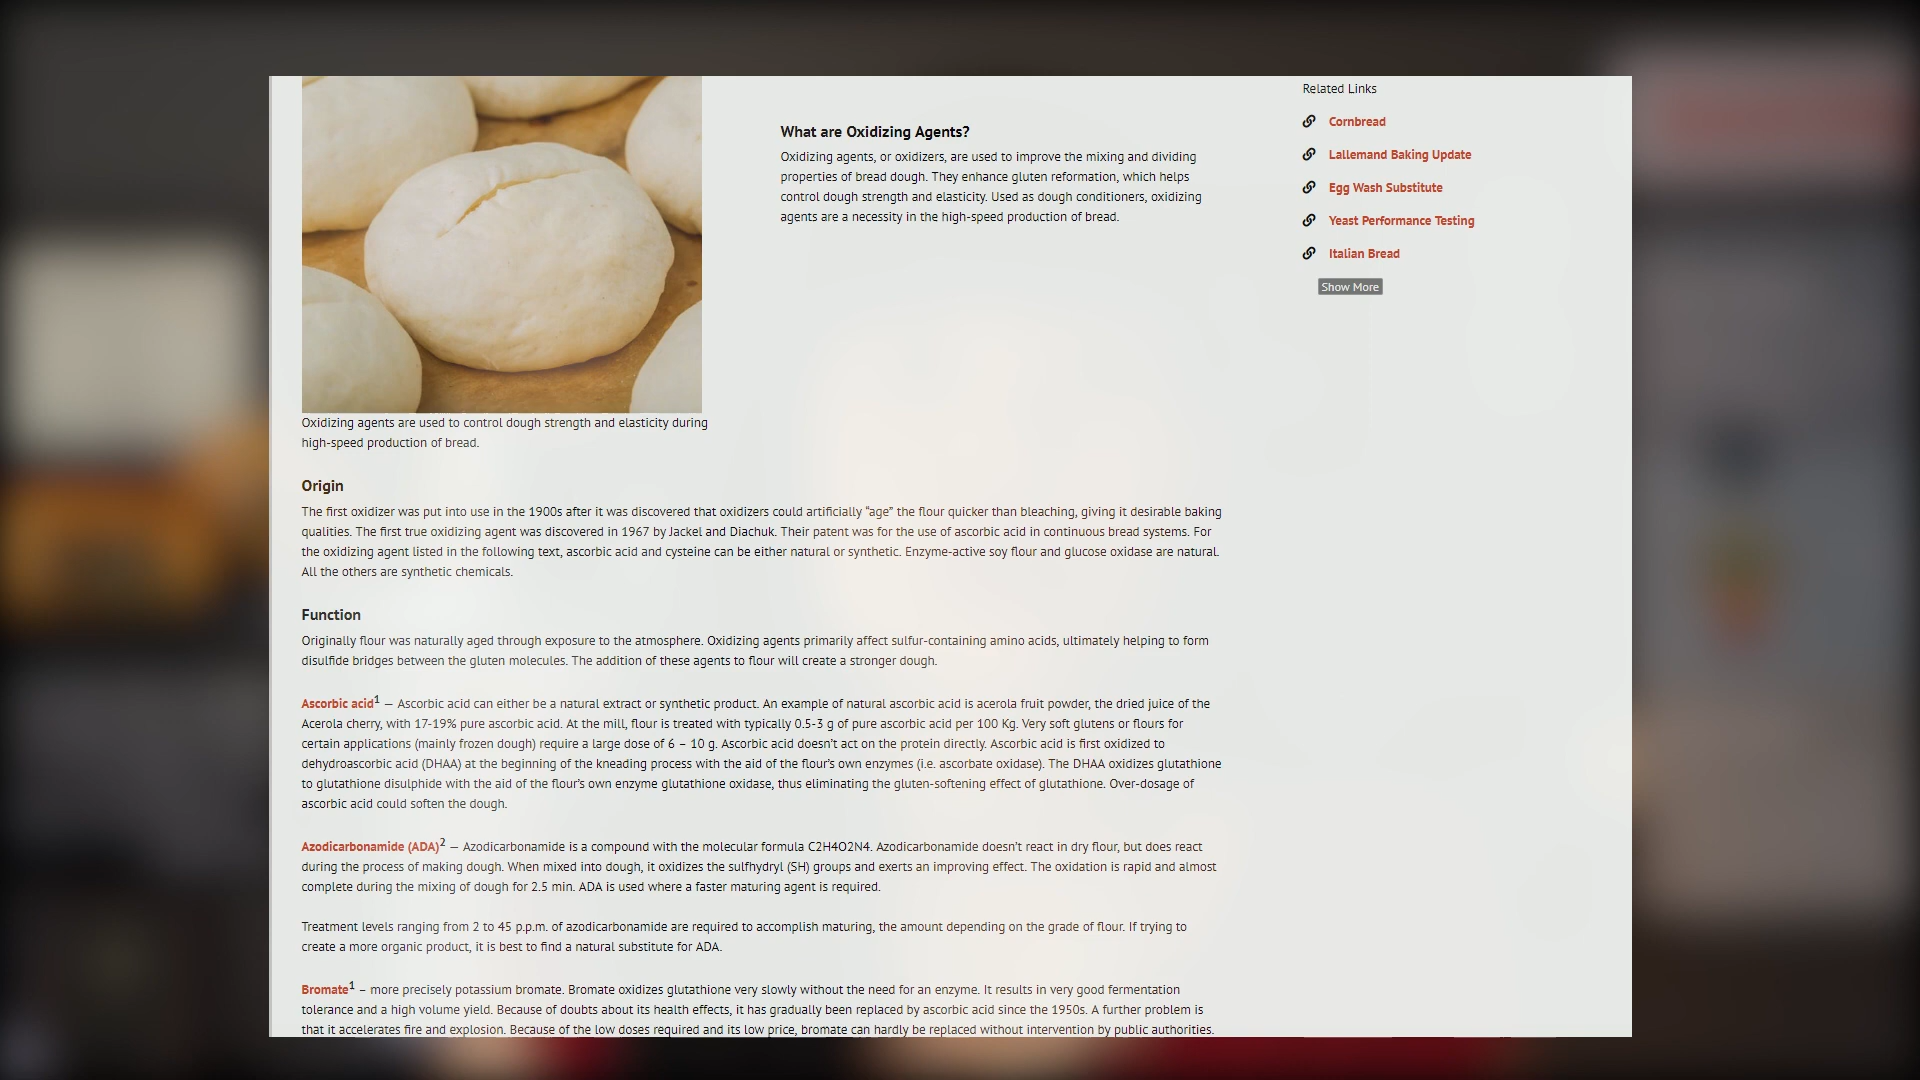 What are Oxidizing Agents?
Oxidizing agents, or oxidizers, are used to improve the mixing and dividing
properties of bread dough. They enhance gluten reformation, which helps
control dough strength and elasticity. Used as dough conditioners, oxidizing
agents are a necessity in the high-speed production of bread.
Oxidizing agents are used to control dough strength and elasticity during
high-speed production of bread.
Origin
The first oxidizer was put into use in the 1900s after it was discovered that oxidizers could artificially “age” the flour quicker than bleaching, giving it desirable baking
qualities. The first true oxidizing agent was discovered in 1967 by Jackel and Diachuk. Their patent was for the use of ascorbic acid in continuous bread systems. For
the oxidizing agent listed in the following text, ascorbic acid and cysteine can be either natural or synthetic. Enzyme-active soy flour and glucose oxidase are natural.
All the others are synthetic chemicals.
Function
Originally flour was naturally aged through exposure to the atmosphere. Oxidizing agents primarily affect sulfur-containing amino acids, ultimately helping to form
disulfide bridges between the gluten molecules. The addition of these agents to flour will create a stronger dough.
Ascorbic acid¹ — Ascorbic acid can either be a natural extract or synthetic product. An example of natural ascorbic acid is acerola fruit powder, the dried juice of the
Acerola cherry, with 17-19% pure ascorbic acid. At the mill, flour is treated with typically 0.5-3 g of pure ascorbic acid per 100 Kg. Very soft glutens or flours for
certain applications (mainly frozen dough) require a large dose of 6 – 10 g. Ascorbic acid doesn’t act on the protein directly. Ascorbic acid is first oxidized to
dehydroascorbic acid (DHAA) at the beginning of the kneading process with the aid of the flour’s own enzymes (i.e. ascorbate oxidase). The DHAA oxidizes glutathione
to glutathione disulphide with the aid of the flour’s own enzyme glutathione oxidase, thus eliminating the gluten-softening effect of glutathione. Over-dosage of
ascorbic acid could soften the dough.
Azodicarbonamide (ADA)² — Azodicarbonamide is a compound with the molecular formula C2H4O2N4. Azodicarbonamide doesn’t react in dry flour, but does react
during the process of making dough. When mixed into dough, it oxidizes the sulfhydryl (SH) groups and exerts an improving effect. The oxidation is rapid and almost
complete during the mixing of dough for 2.5 min. ADA is used where a faster maturing agent is required.
Treatment levels ranging from 2 to 45 p.p.m. of azodicarbonamide are required to accomplish maturing, the amount depending on the grade of flour. If trying to
create a more organic product, it is best to find a natural substitute for ADA.
Bromate¹ – more precisely potassium bromate. Bromate oxidizes glutathione very slowly without the need for an enzyme. It results in very good fermentation
tolerance and a high volume yield. Because of doubts about its health effects, it has gradually been replaced by ascorbic acid since the 1950s. A further problem is
that it accelerates fire and explosion. Because of the low doses required and its low price, bromate can hardly be replaced without intervention by public authorities.
Related Links
Cornbread
Lallemand Baking Update
Egg Wash Substitute
Yeast Performance Testing
Italian Bread
Show More